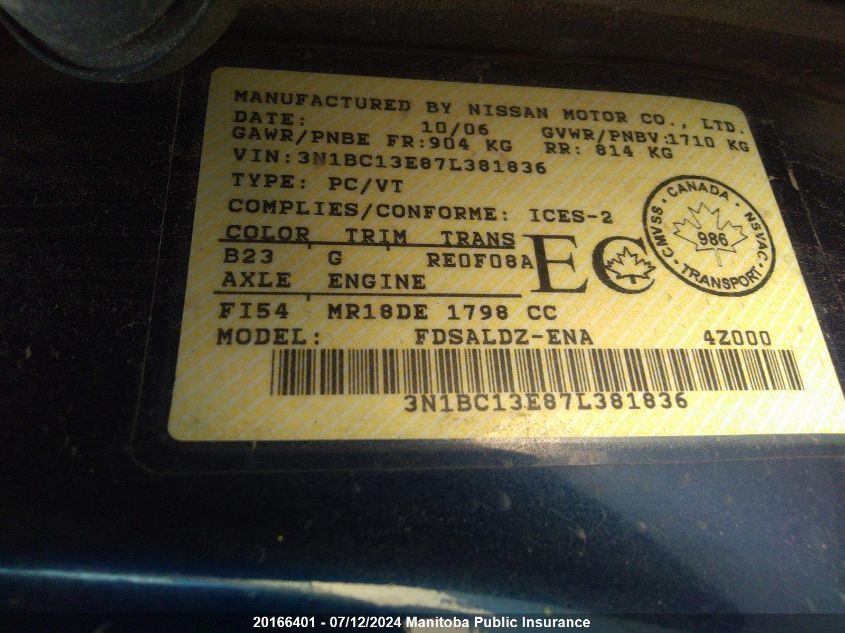 MANUFACTURED BY NISSAN MOTOR CO., LTD.
DATE: 10/06 GVWR/PNBV:1710 KG
GAWR/PNBE FR:904 KG RR: 814 KG
VIN:3N1BC13E87L381836
TYPE: PC/VT
COMPLIES/CONFORME: ICES-2
COLOR TRIM TRANS
B23 G RE0F08A
AXLE ENGINE
FI54 MR18DE 1798 CC
MODEL: FDSALDZ-ENA 4Z000
3N1BC13E87L381836
EC
CANADA
CMVSS NSVAC
986
TRANSPORT
20166401 - 07/12/2024 Manitoba Public Insurance